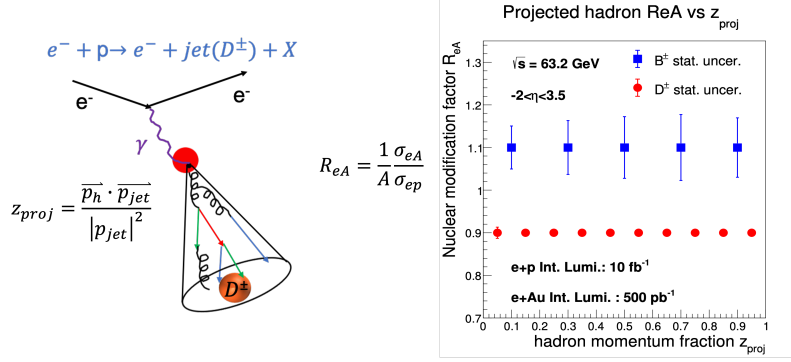 e⁻ + p→ e⁻ + jet(D±) + X
e⁻
e⁻
γ
z_proj = p_h · p_jet / |p_jet|²
D±
R_eA = 1/A σ_eA/σ_ep
Projected hadron ReA vs z_proj
Nuclear modification factor R_eA
1.3
1.2
1.1
1
0.9
0.8
0.7
√s = 63.2 GeV
-2<η<3.5
B± stat. uncer.
D± stat. uncer.
e+p Int. Lumi.: 10 fb⁻¹
e+Au Int. Lumi. : 500 pb⁻¹
0 0.1 0.2 0.3 0.4 0.5 0.6 0.7 0.8 0.9 1
hadron momentum fraction z_proj